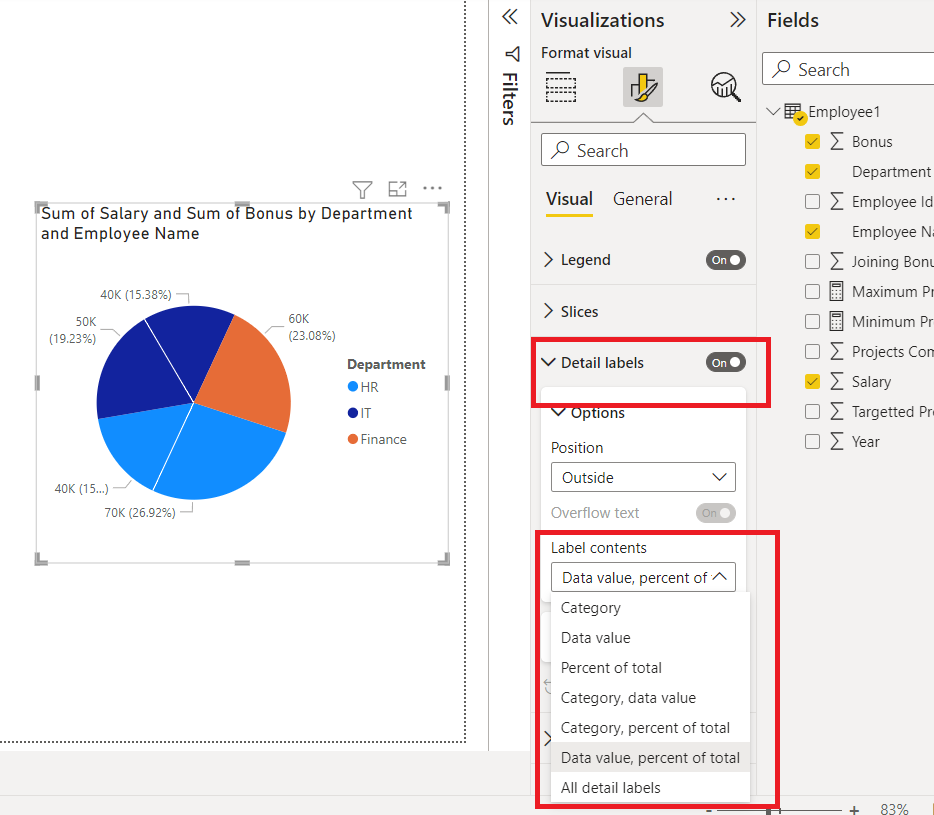 Sum of Salary and Sum of Bonus by Department
and Employee Name
40K (15.38%)
50K
(19.23%)
60K
(23.08%)
40K (15...)
70K (26.92%)
Department
HR
IT
Finance
Filters
Visualizations
Format visual
Search
Visual
General
...
Legend
On
Slices
Detail labels
On
Options
Position
Outside
Overflow text
On
Label contents
Data value, percent of
Category
Data value
Percent of total
Category, data value
Category, percent of total
Data value, percent of total
All detail labels
Fields
Search
Employee1
Bonus
Department
Employee Id
Employee Na
Joining Bonu
Maximum Pr
Minimum Pr
Projects Com
Salary
Targetted Pro
Year
- + 83%